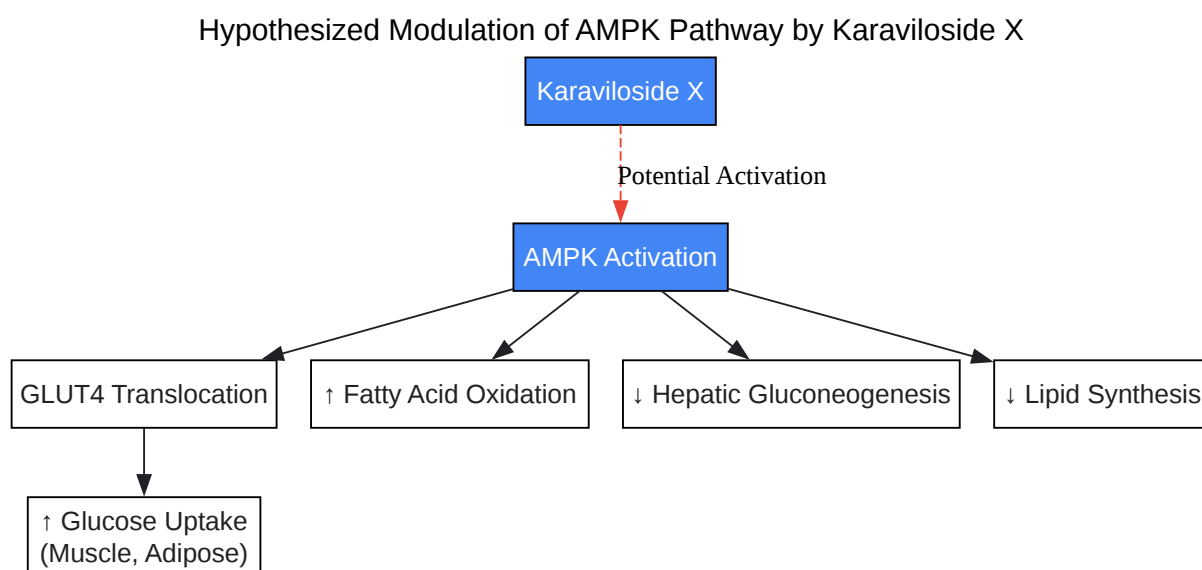 Hypothesized Modulation of AMPK Pathway by Karaviloside X
Karaviloside X
Potential Activation
AMPK Activation
GLUT4 Translocation
↑ Fatty Acid Oxidation
↓ Hepatic Gluconeogenesis
↓ Lipid Synthesis
↑ Glucose Uptake
(Muscle, Adipose)